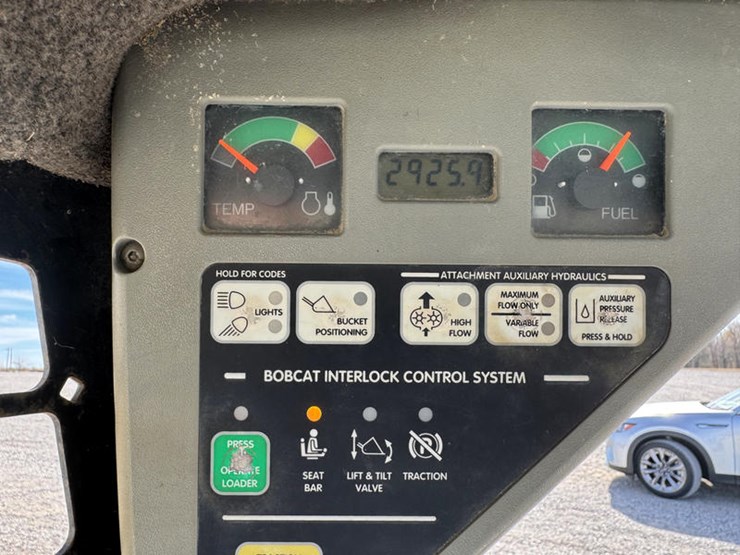 TEMP
2925.9
FUEL
HOLD FOR CODES
LIGHTS
BUCKET
POSITIONING
ATTACHMENT AUXILIARY HYDRAULICS
HIGH
FLOW
MAXIMUM
FLOW ONLY
VARIABLE
FLOW
AUXILIARY
PRESSURE
RELEASE
PRESS & HOLD
BOBCAT INTERLOCK CONTROL SYSTEM
PRESS
LOADER
SEAT
BAR
LIFT & TILT
VALVE
TRACTION